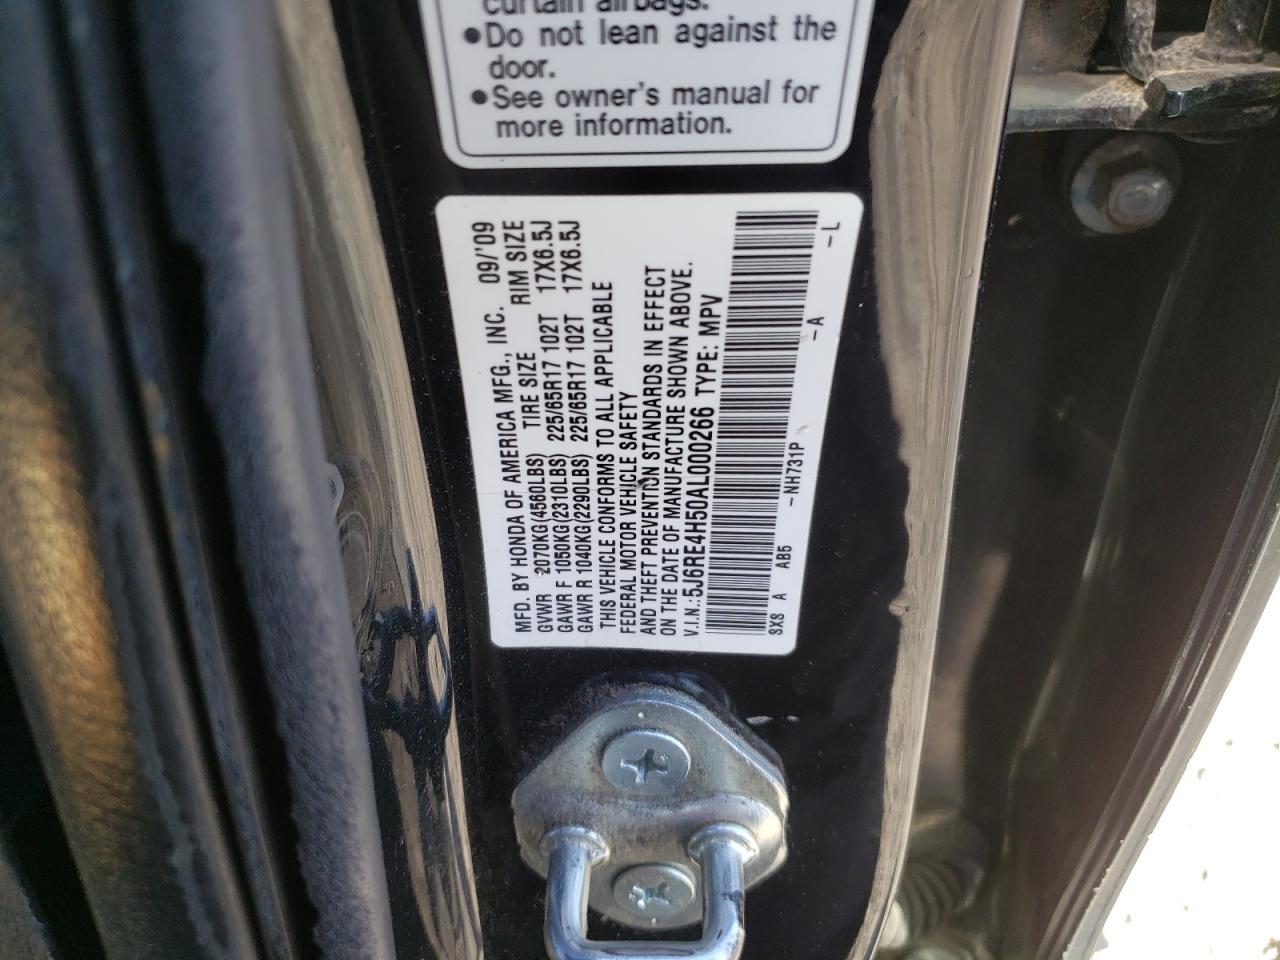 curtain airbags.
●Do not lean against the
door.
●See owner's manual for
more information.
MFD. BY HONDA OF AMERICA MFG., INC. 09/'09
GVWR 2070KG(4560LBS) TIRE SIZE RIM SIZE
GAWR F 1050KG(2310LBS) 225/65R17 102T 17X6.5J
GAWR R 1040KG(2290LBS) 225/65R17 102T 17X6.5J
THIS VEHICLE CONFORMS TO ALL APPLICABLE
FEDERAL MOTOR VEHICLE SAFETY
AND THEFT PREVENTION STANDARDS IN EFFECT
ON THE DATE OF MANUFACTURE SHOWN ABOVE.
V.I.N.:5J6RE4H50AL000266 TYPE: MPV
SXS A AB5 -NH731P -A -L